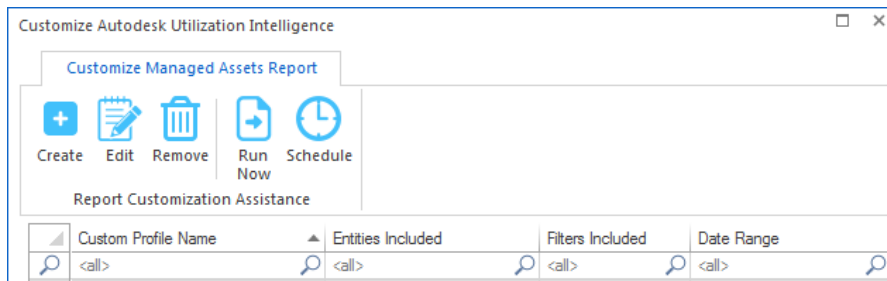 Customize Autodesk Utilization Intelligence
Customize Managed Assets Report
Create Edit Remove Run Now Schedule
Report Customization Assistance
Custom Profile Name Entities Included Filters Included Date Range
<all> <all> <all> <all>